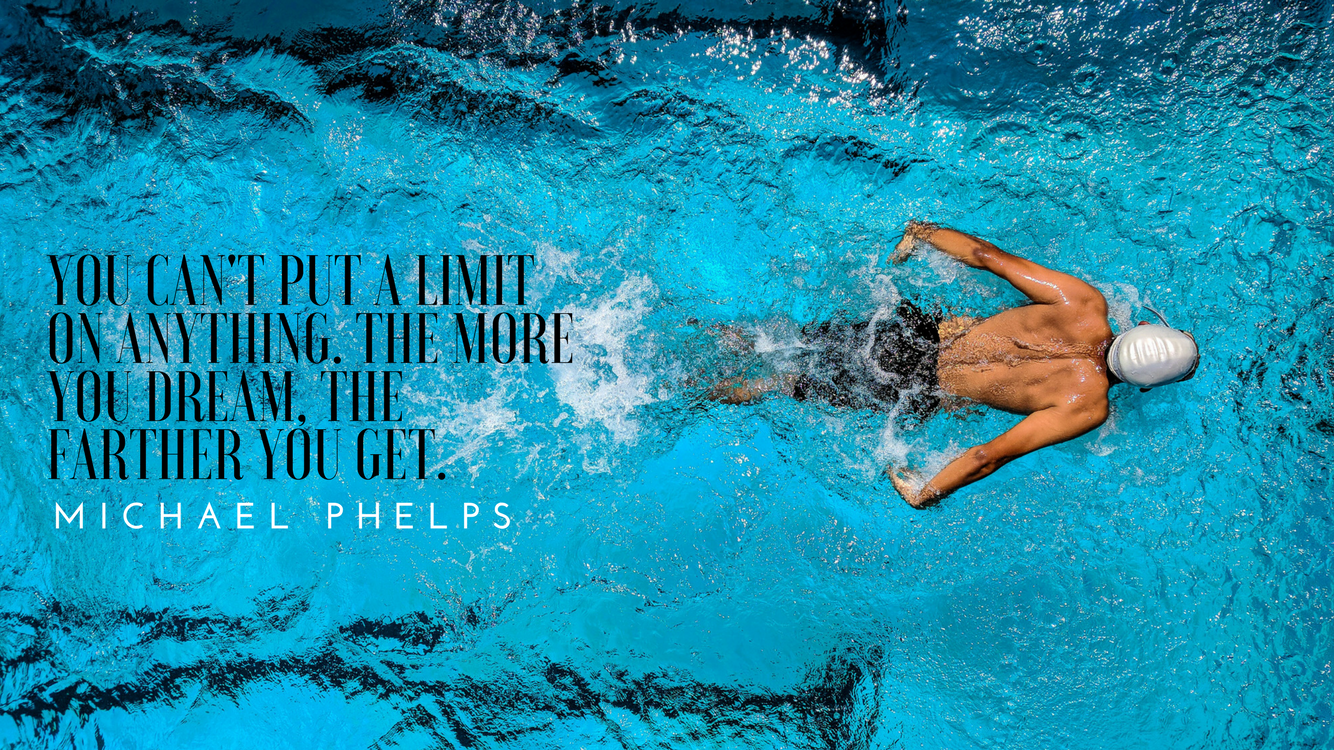 YOU CAN'T PUT A LIMIT
ON ANYTHING. THE MORE
YOU DREAM, THE
FARTHER YOU GET.
MICHAEL PHELPS